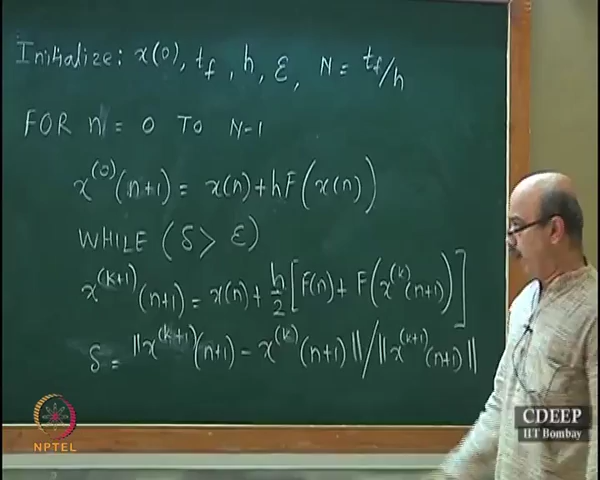 Initialize: x(0), t_f, h, ε, N = t_f/h
FOR n = 0 TO N-1
x^(0)(n+1) = x(n) + hF(x(n))
WHILE (δ > ε)
x^(k+1)(n+1) = x(n) + h/2 [F(n) + F(x^(k)(n+1))]
δ = ||x^(k+1)(n+1) - x^(k)(n+1)|| / ||x^(k+1)(n+1)||
NPTEL
CDEEP
IIT Bombay